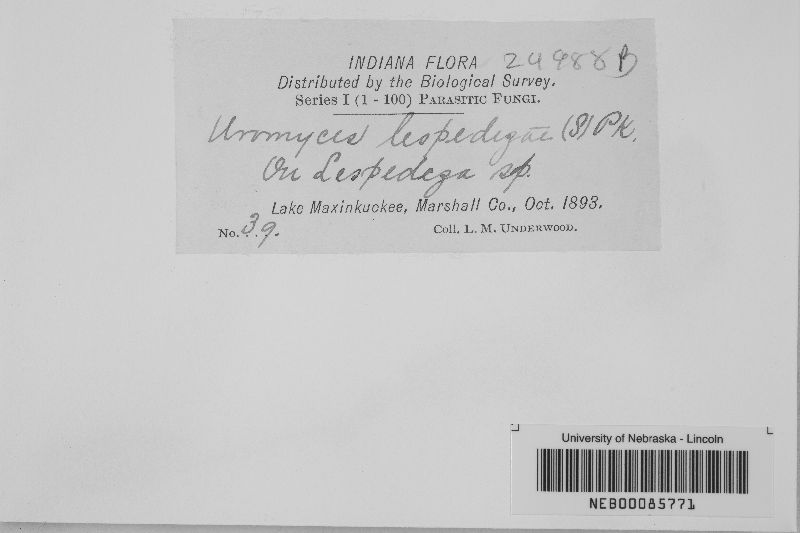 INDIANA FLORA 24988B
Distributed by the Biological Survey.
Series I (1 - 100) PARASITIC FUNGI.
Uromyces lespedezae (S) PK.
On Lespedeza sp.
Lake Maxinkuckee, Marshall Co., Oct. 1893.
No. 39. Coll. L. M. UNDERWOOD.
University of Nebraska - Lincoln
NEB00085771